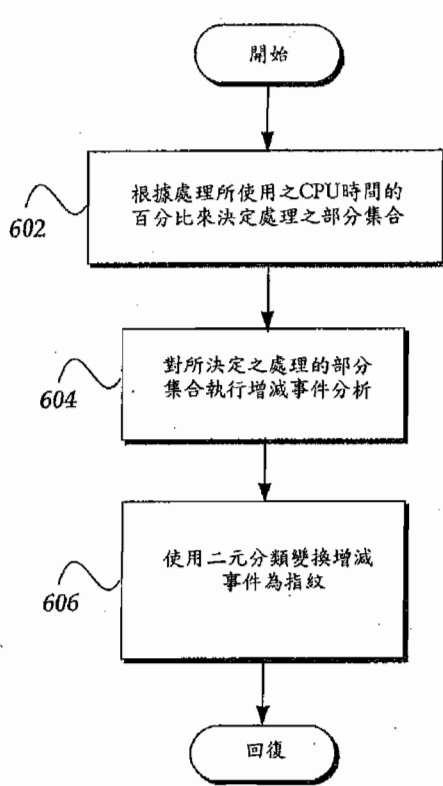 開始
根據處理所使用之CPU時間的
百分比來決定處理之部分集合
602
對所決定之處理的部分
集合執行增減事件分析
604
使用二元分類變換增減
事件為指紋
606
回復